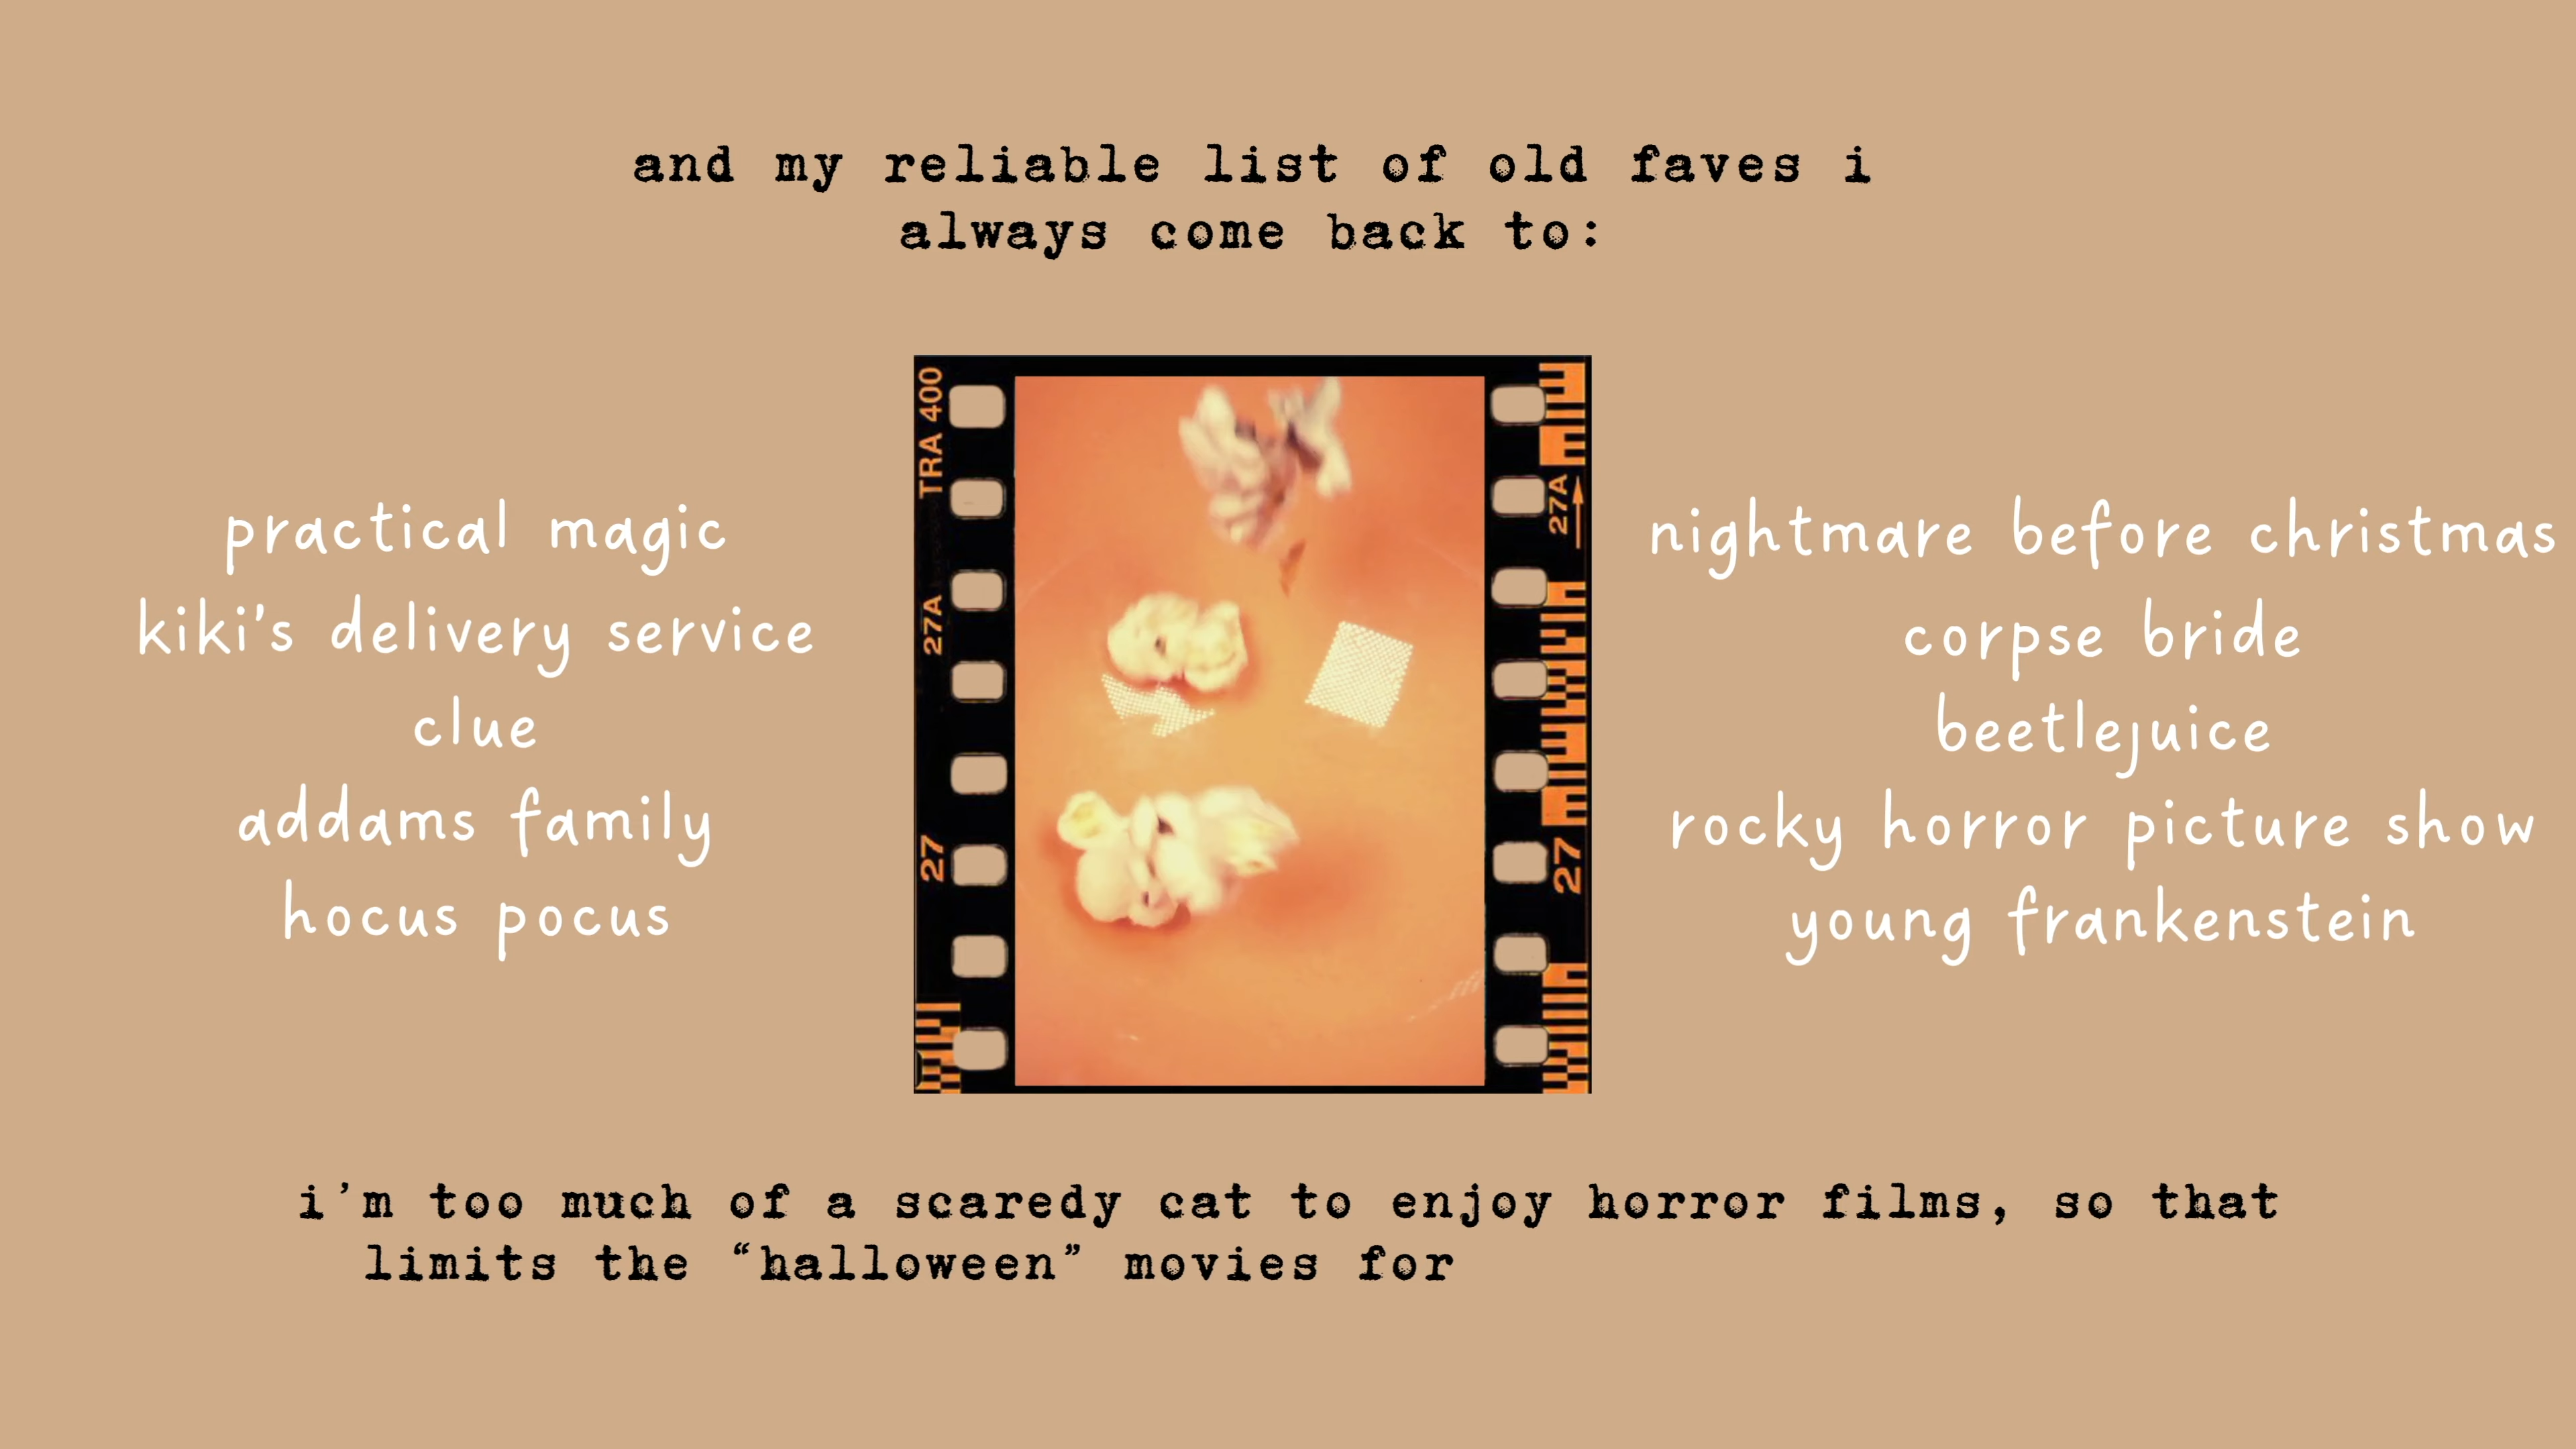 and my reliable list of old faves i
always come back to:
practical magic
kiki's delivery service
clue
addams family
hocus pocus
TRA 400
27A
27
27A
27
nightmare before christmas
corpse bride
beetlejuice
rocky horror picture show
young frankenstein
i'm too much of a scaredy cat to enjoy horror films, so that
limits the “halloween” movies for